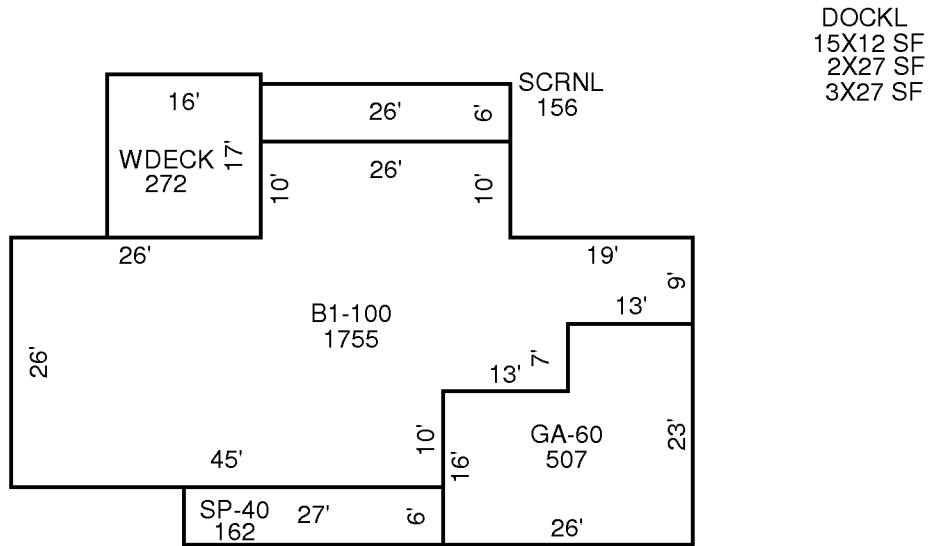 DOCKL
15X12 SF
2X27 SF
3X27 SF
SCRNL
156
16'
26'
6'
WDECK
272
17'
26'
10'
10'
26'
19'
9'
13'
B1-100
1755
26'
7'
13'
10'
16'
GA-60
507
23'
45'
SP-40
162
27'
6'
26'